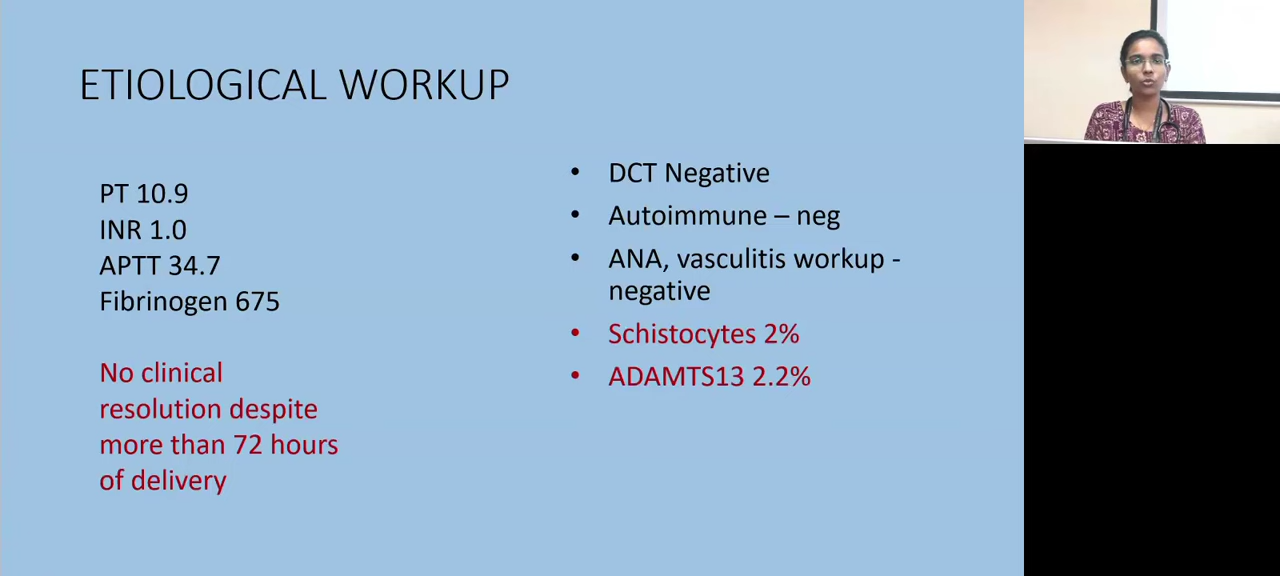 ETIOLOGICAL WORKUP
PT 10.9
INR 1.0
APTT 34.7
Fibrinogen 675
No clinical
resolution despite
more than 72 hours
of delivery
• DCT Negative
• Autoimmune – neg
• ANA, vasculitis workup -
negative
• Schistocytes 2%
• ADAMTS13 2.2%